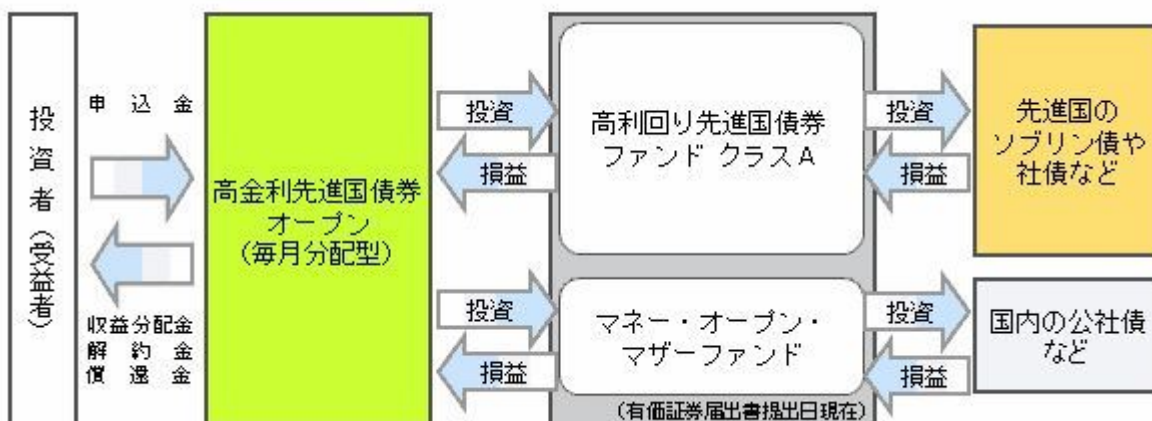 投資者(受益者)
申込金
収益分配金
解約金
償還金
高金利先進国債券
オープン
(毎月分配型)
投資
損益
投資
損益
高利回り先進国債券
ファンド クラスA
マネー・オープン・
マザーファンド
(有価証券届出書提出日現在)
投資
損益
投資
損益
先進国の
ソブリン債や
社債など
国内の公社債
など